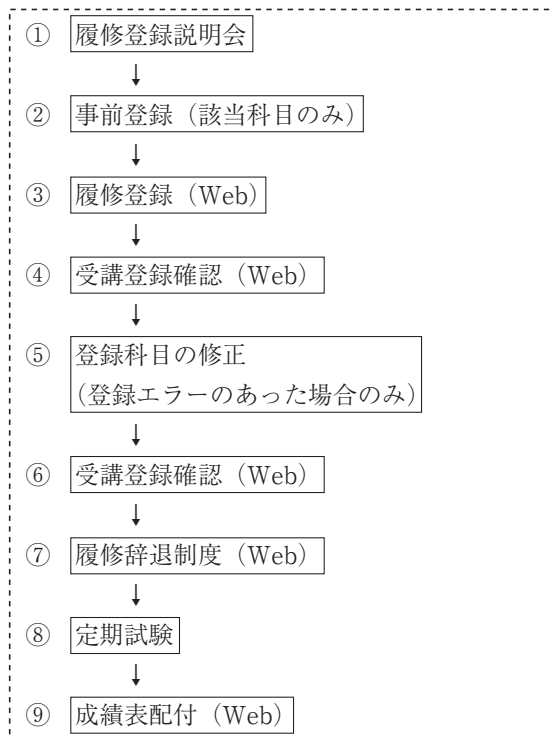 ① 履修登録説明会
↓
② 事前登録（該当科目のみ）
↓
③ 履修登録（Web）
↓
④ 受講登録確認（Web）
↓
⑤ 登録科目の修正
（登録エラーのあった場合のみ）
↓
⑥ 受講登録確認（Web）
↓
⑦ 履修辞退制度（Web）
↓
⑧ 定期試験
↓
⑨ 成績表配付（Web）